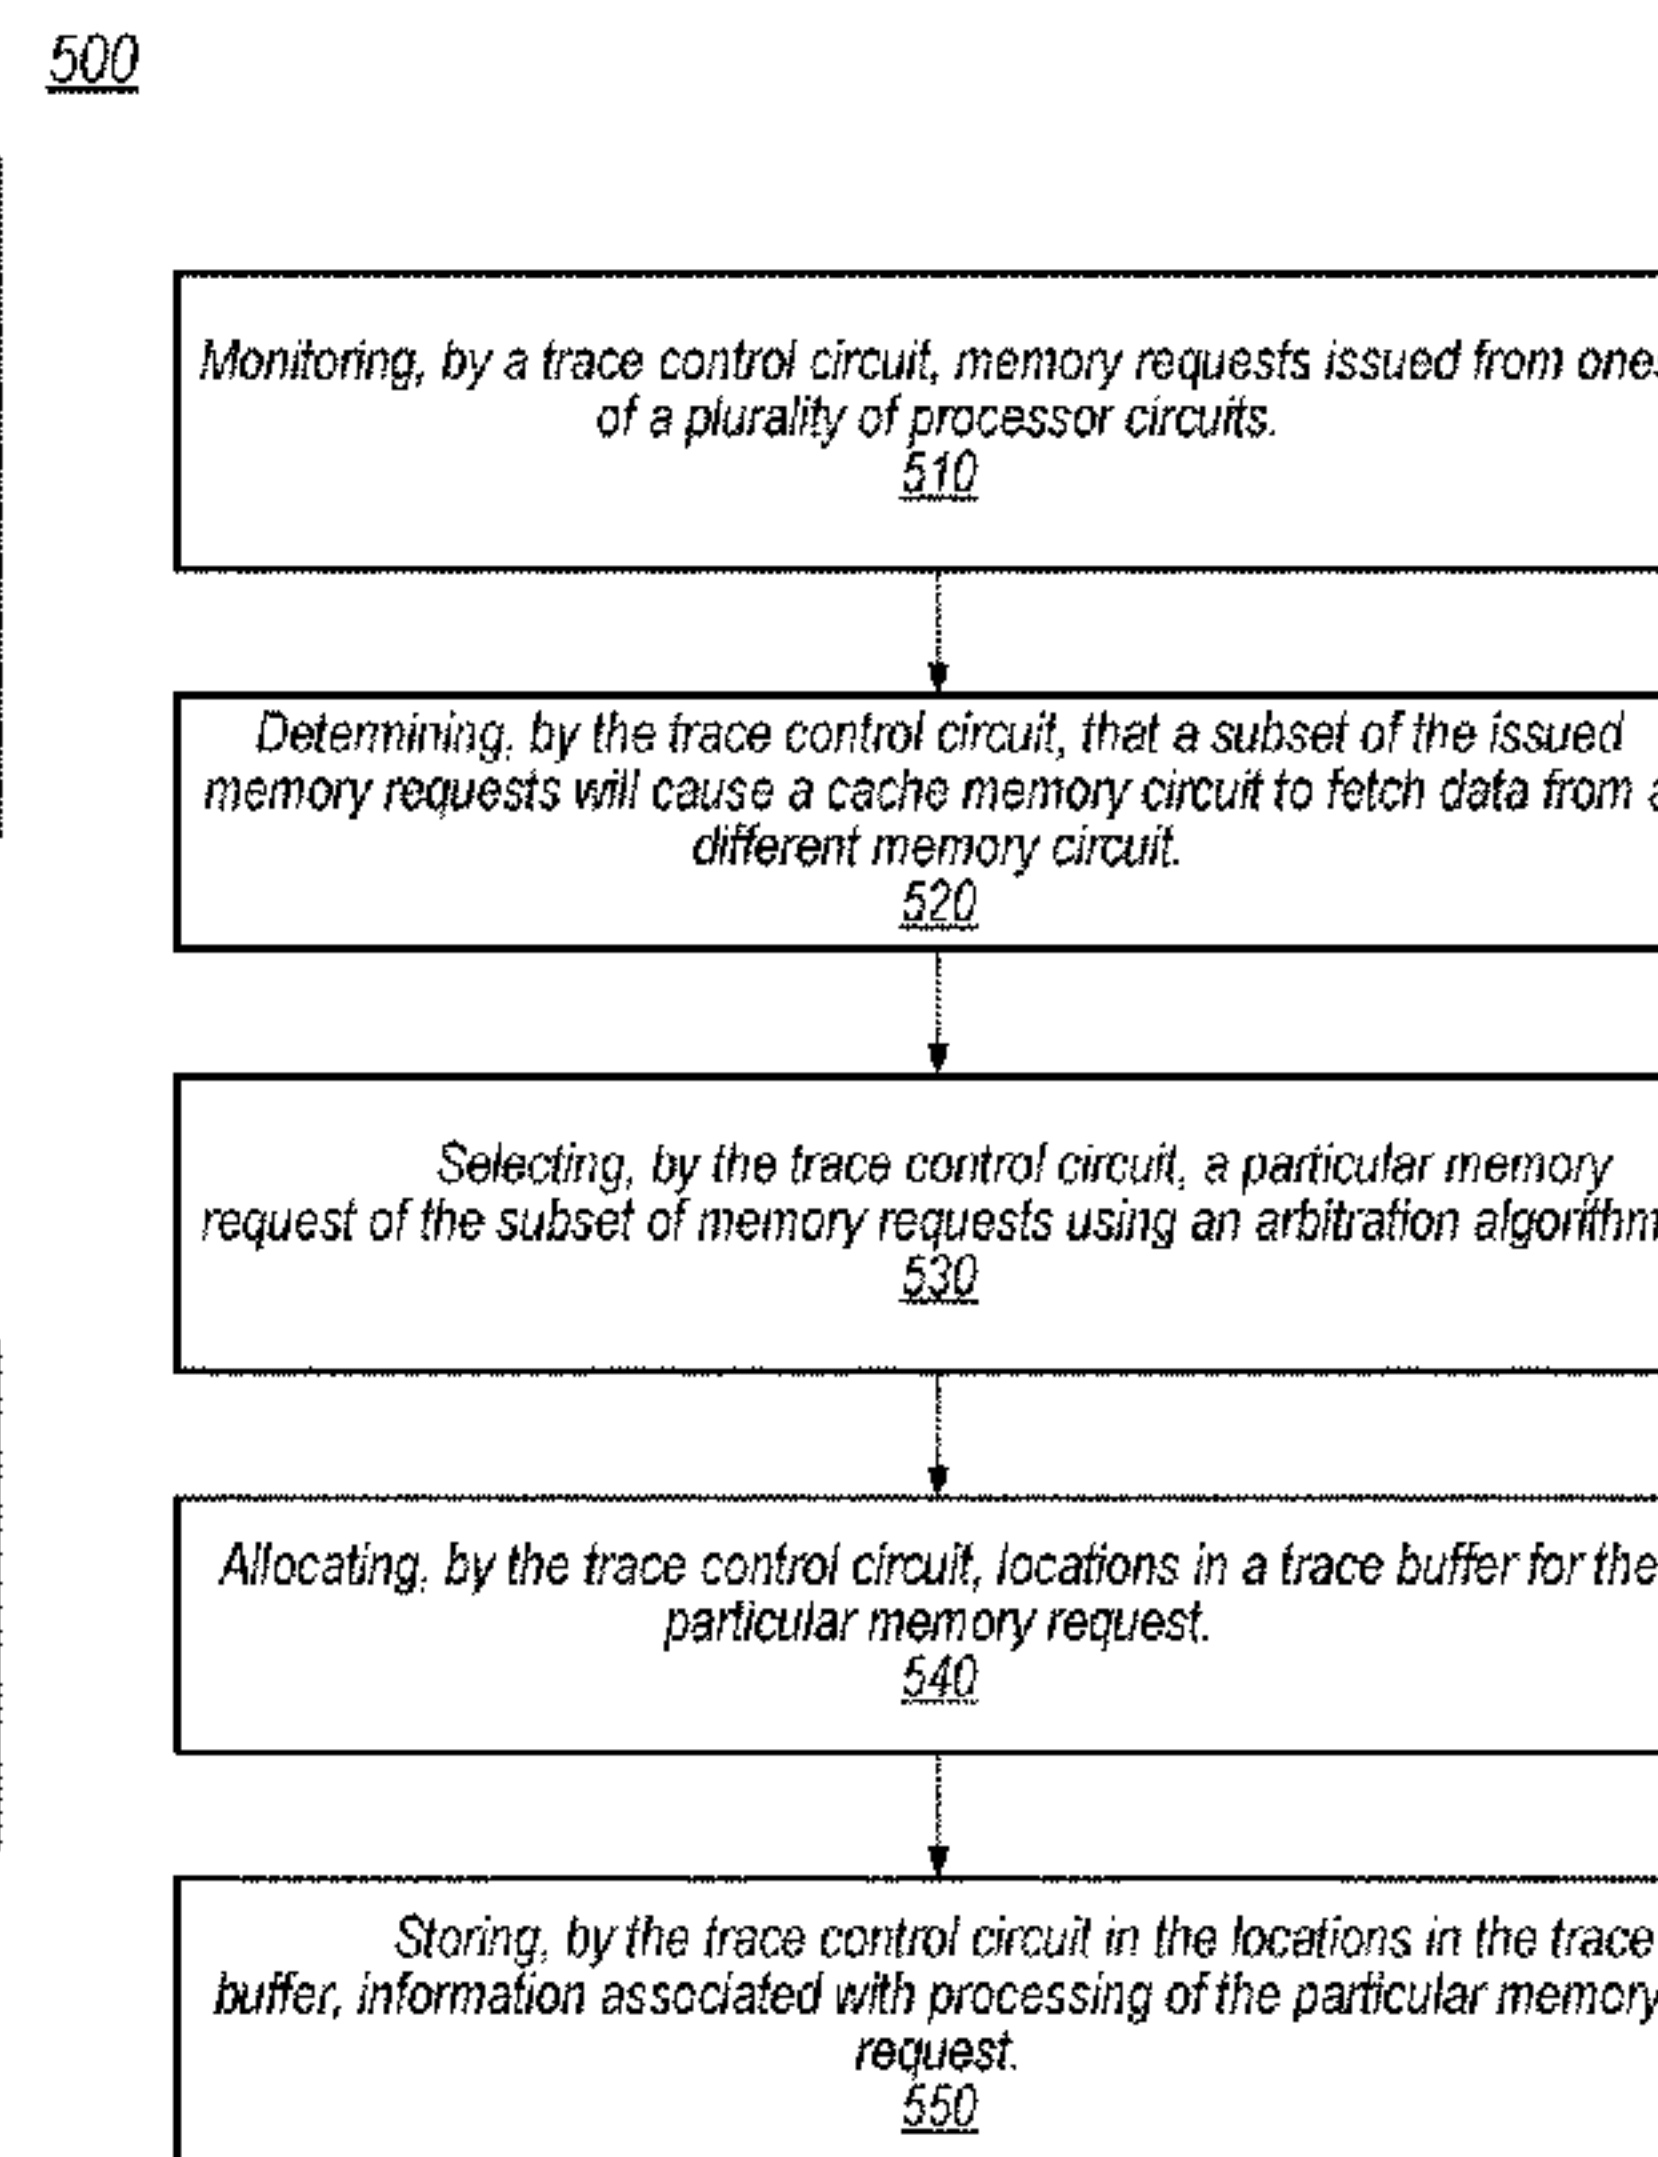 500
Monitoring, by a trace control circuit, memory requests issued from ones
of a plurality of processor circuits.
510
Determining, by the trace control circuit, that a subset of the issued
memory requests will cause a cache memory circuit to fetch data from a
different memory circuit.
520
Selecting, by the trace control circuit, a particular memory
request of the subset of memory requests using an arbitration algorithm
530
Allocating, by the trace control circuit, locations in a trace buffer for the
particular memory request.
540
Storing, by the trace control circuit in the locations in the trace
buffer, information associated with processing of the particular memory
request.
550